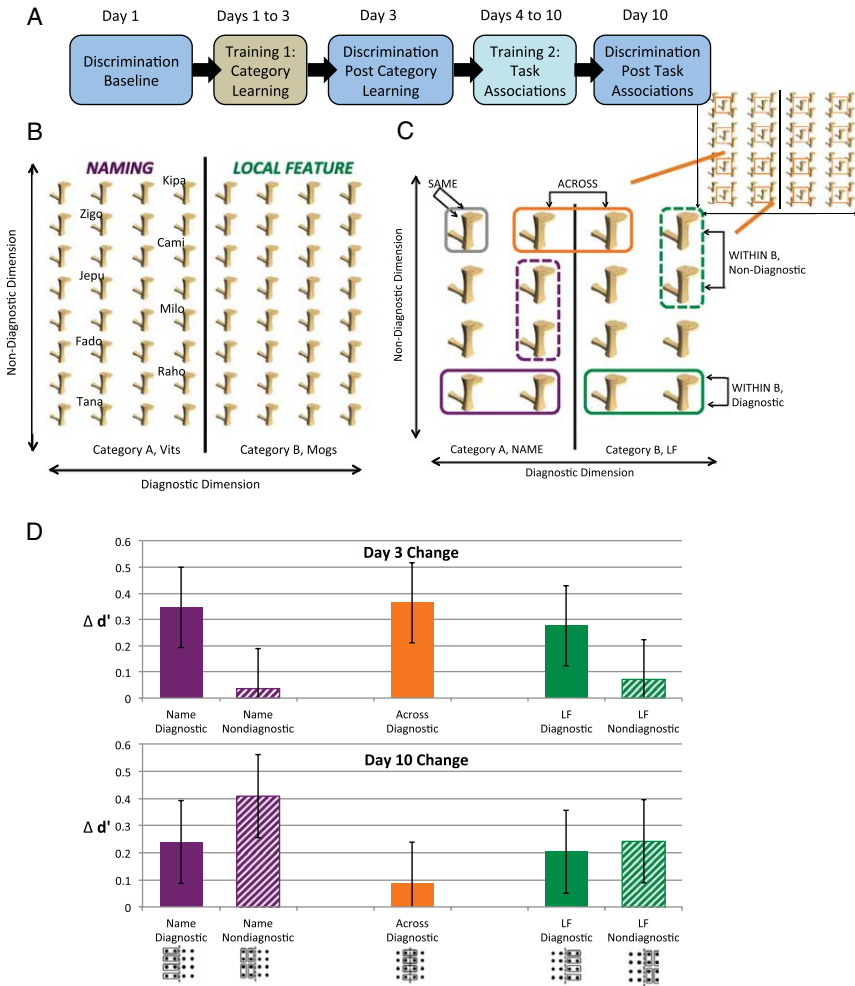 A
Day 1
Days 1 to 3
Day 3
Days 4 to 10
Day 10
Discrimination
Baseline
Training 1:
Category
Learning
Discrimination
Post Category
Learning
Training 2:
Task
Associations
Discrimination
Post Task
Associations
B
NAMING
LOCAL FEATURE
Kipa
Zigo
Cami
Jepu
Milo
Fado
Raho
Tana
Non-Diagnostic Dimension
Category A, Vits
Category B, Mogs
Diagnostic Dimension
C
SAME
ACROSS
WITHIN B,
Non-Diagnostic
WITHIN B,
Diagnostic
Non-Diagnostic Dimension
Category A, NAME
Category B, LF
Diagnostic Dimension
D
Day 3 Change
0.6
0.5
0.4
0.3
0.2
0.1
0
Δ d'
Name
Diagnostic
Name
Nondiagnostic
Across
Diagnostic
LF
Diagnostic
LF
Nondiagnostic
Day 10 Change
0.6
0.5
0.4
0.3
0.2
0.1
0
Δ d'
Name
Diagnostic
Name
Nondiagnostic
Across
Diagnostic
LF
Diagnostic
LF
Nondiagnostic